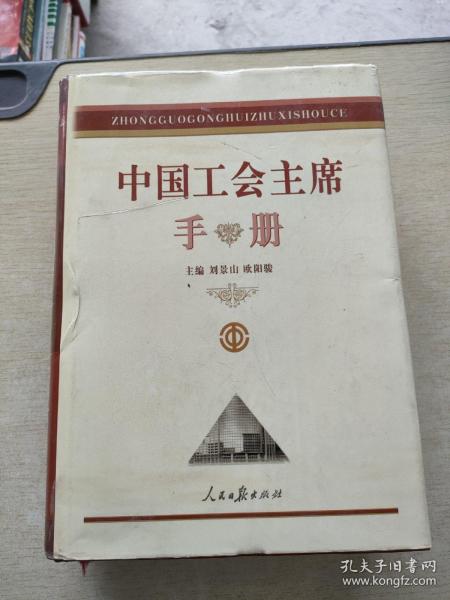 ZHONGGUOGONGHUIZHUXISHOUCE
中国工会主席
手册
主编 刘景山 欧阳骏
人民日报出版社
孔夫子旧书网
www.kongfz.com